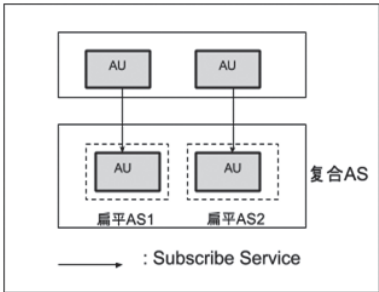 AU AU
AU AU
复合AS
扁平AS1 扁平AS2
: Subscribe Service